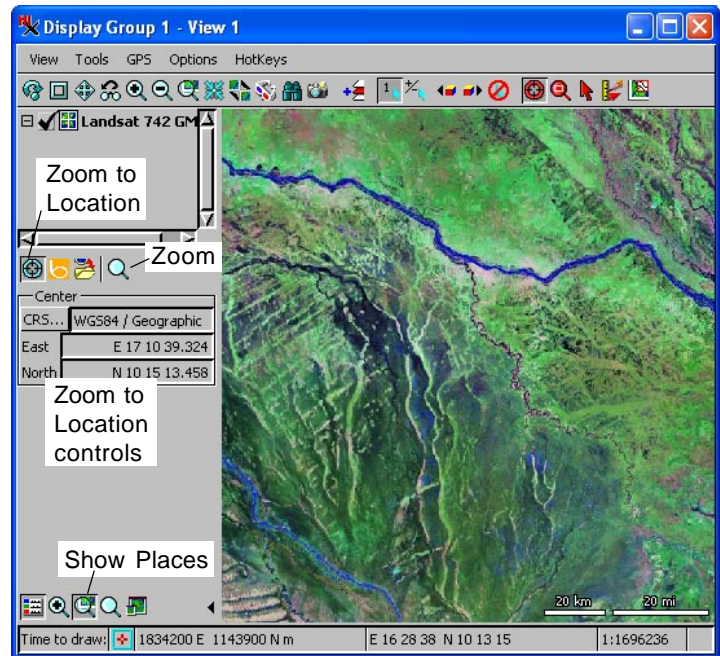 Display Group 1 - View 1
View Tools GPS Options HotKeys
Landsat 742 GM
Zoom to
Location
Zoom
Center
CRS... WGS84 / Geographic
East E 17 10 39.324
North N 10 15 13.458
Zoom to
Location
controls
Show Places
20 km 20 mi
Time to draw: 1834200 E 1143900 N m E 16 28 38 N 10 13 15 1:1696236